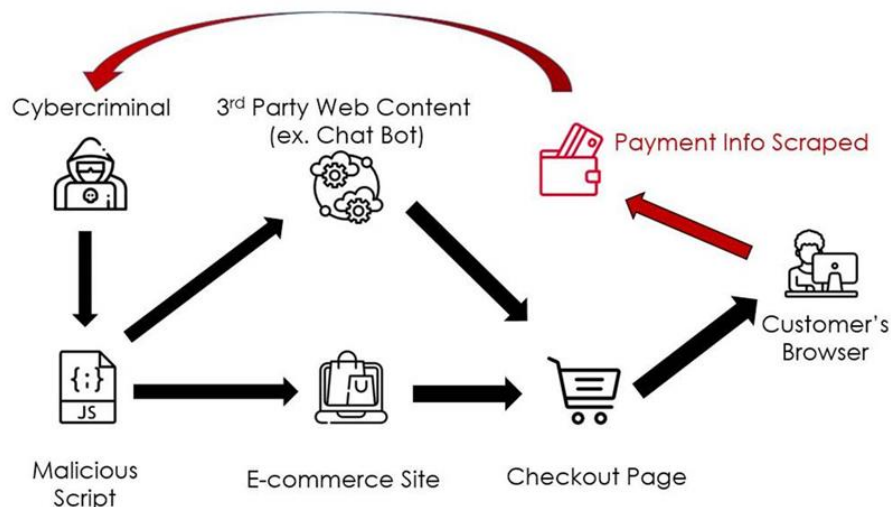 Cybercriminal
3rd Party Web Content
(ex. Chat Bot)
Payment Info Scraped
Customer's
Browser
{;}
JS
Malicious
Script
E-commerce Site
Checkout Page